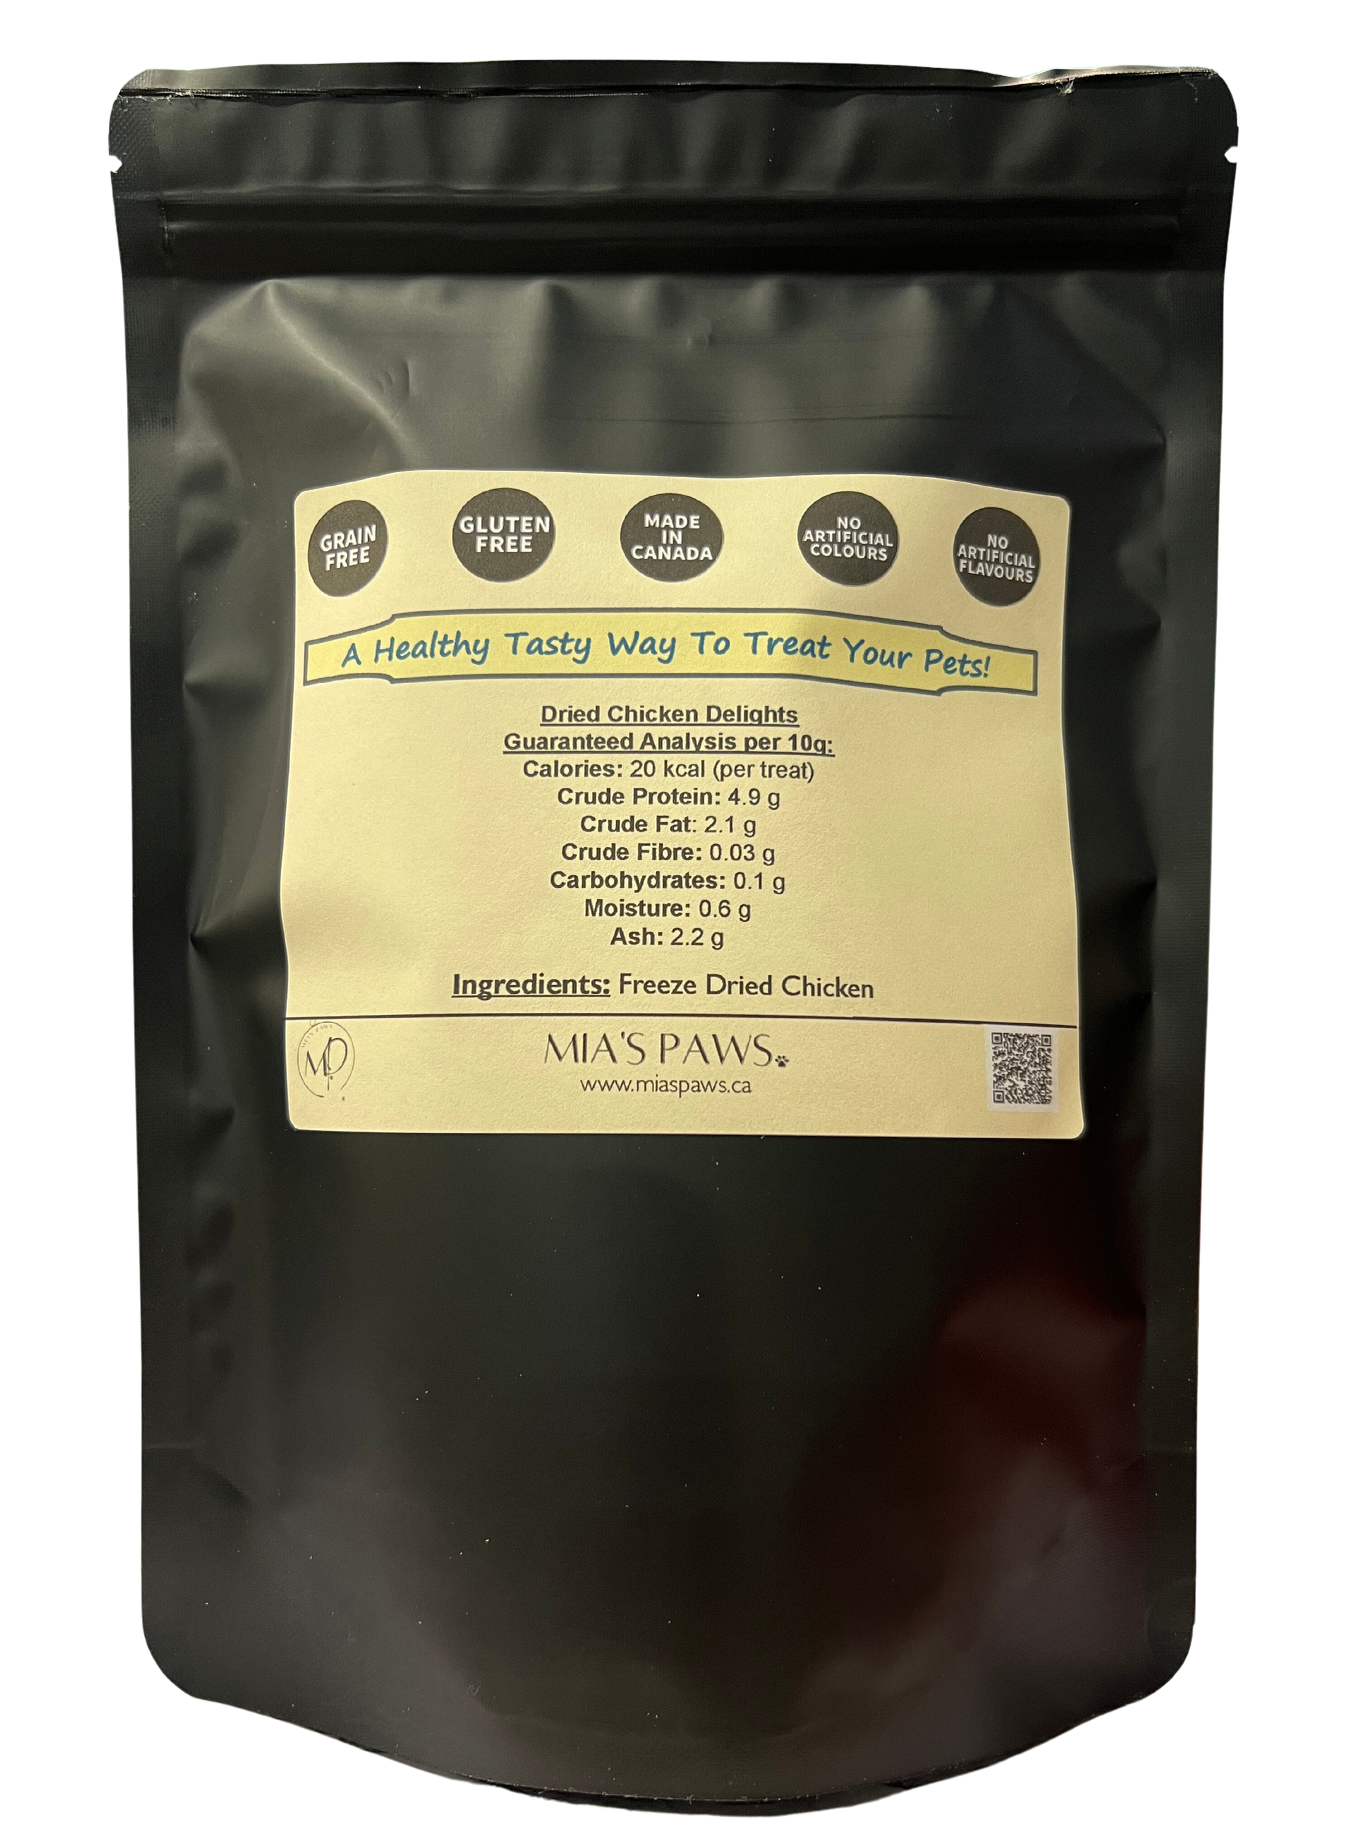 GRAIN
FREE
GLUTEN
FREE
MADE
IN
CANADA
NO
ARTIFICIAL
COLOURS
NO
ARTIFICIAL
FLAVOURS
A Healthy Tasty Way To Treat Your Pets!
Dried Chicken Delights
Guaranteed Analysis per 10g:
Calories: 20 kcal (per treat)
Crude Protein: 4.9 g
Crude Fat: 2.1 g
Crude Fibre: 0.03 g
Carbohydrates: 0.1 g
Moisture: 0.6 g
Ash: 2.2 g
Ingredients: Freeze Dried Chicken
MP
MIA'S PAWS
www.miaspaws.ca